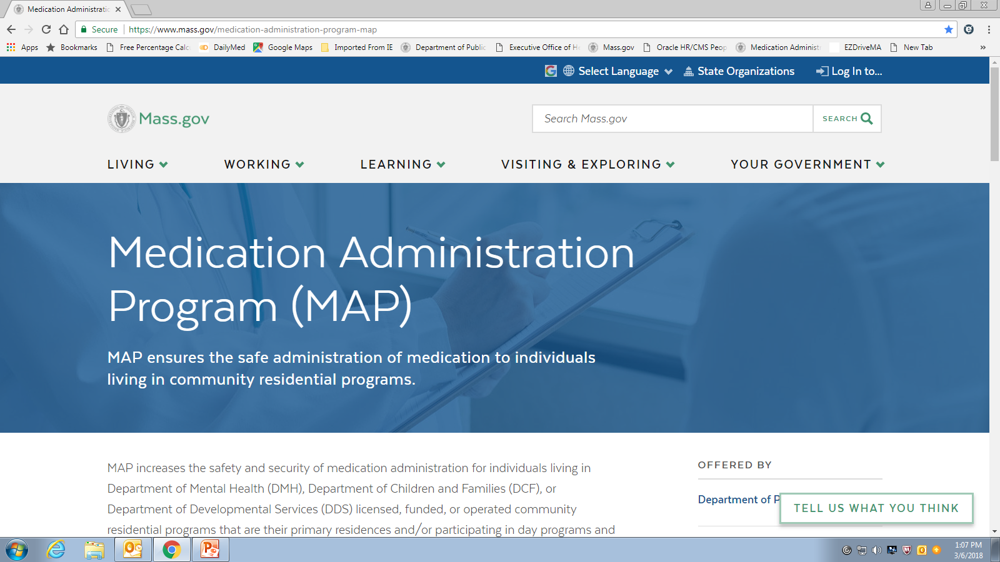 Medication Administratic
Secure https://www.mass.gov/medication-administration-program-map
Apps Bookmarks Free Percentage Calc DailyMed Google Maps Imported From IE Department of Public Executive Office of He Mass.gov Oracle HR/CMS Peop Medication Administr EZDriveMA New Tab »
Select Language State Organizations Log In to...
Mass.gov Search Mass.gov SEARCH
LIVING WORKING LEARNING VISITING & EXPLORING YOUR GOVERNMENT
Medication Administration
Program (MAP)
MAP ensures the safe administration of medication to individuals
living in community residential programs.
MAP increases the safety and security of medication administration for individuals living in
Department of Mental Health (DMH), Department of Children and Families (DCF), or
Department of Developmental Services (DDS) licensed, funded, or operated community
residential programs that are their primary residences and/or participating in day programs and
OFFERED BY
Department of P
TELL US WHAT YOU THINK
1:07 PM
3/6/2018